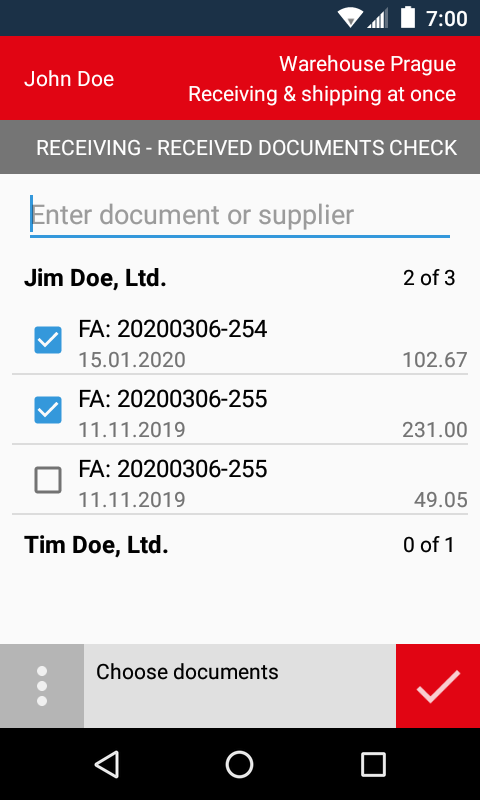 7:00
John Doe
Warehouse Prague
Receiving & shipping at once
RECEIVING - RECEIVED DOCUMENTS CHECK
Enter document or supplier
Jim Doe, Ltd. 2 of 3
FA: 20200306-254
15.01.2020 102.67
FA: 20200306-255
11.11.2019 231.00
FA: 20200306-255
11.11.2019 49.05
Tim Doe, Ltd. 0 of 1
Choose documents